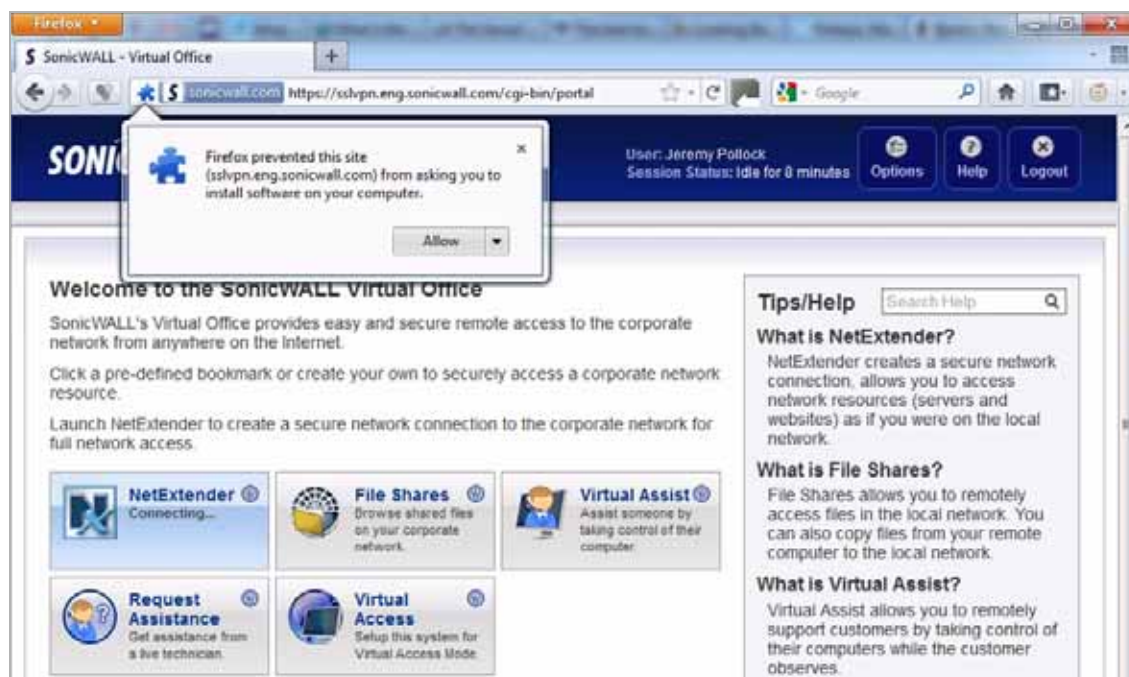 Firefox
SonicWALL - Virtual Office
sonicwall.com https://sslvpn.eng.sonicwall.com/cgi-bin/portal
Google
Firefox prevented this site
(sslvpn.eng.sonicwall.com) from asking you to
install software on your computer.
Allow
SONIC
User: Jeremy Pollock
Session Status: Idle for 8 minutes
Options
Help
Logout
Welcome to the SonicWALL Virtual Office
SonicWALL's Virtual Office provides easy and secure remote access to the corporate
network from anywhere on the Internet.
Click a pre-defined bookmark or create your own to securely access a corporate network
resource.
Launch NetExtender to create a secure network connection to the corporate network for
full network access.
NetExtender
Connecting...
File Shares
Browse shared files
on your corporate
network.
Virtual Assist
Assist someone by
taking control of their
computer.
Request
Assistance
Get assistance from
a live technician.
Virtual
Access
Setup this system for
Virtual Access Mode.
Tips/Help
Search Help
What is NetExtender?
NetExtender creates a secure network
connection, allows you to access
network resources (servers and
websites) as if you were on the local
network.
What is File Shares?
File Shares allows you to remotely
access files in the local network. You
can also copy files from your remote
computer to the local network.
What is Virtual Assist?
Virtual Assist allows you to remotely
support customers by taking control of
their computers while the customer
observes.